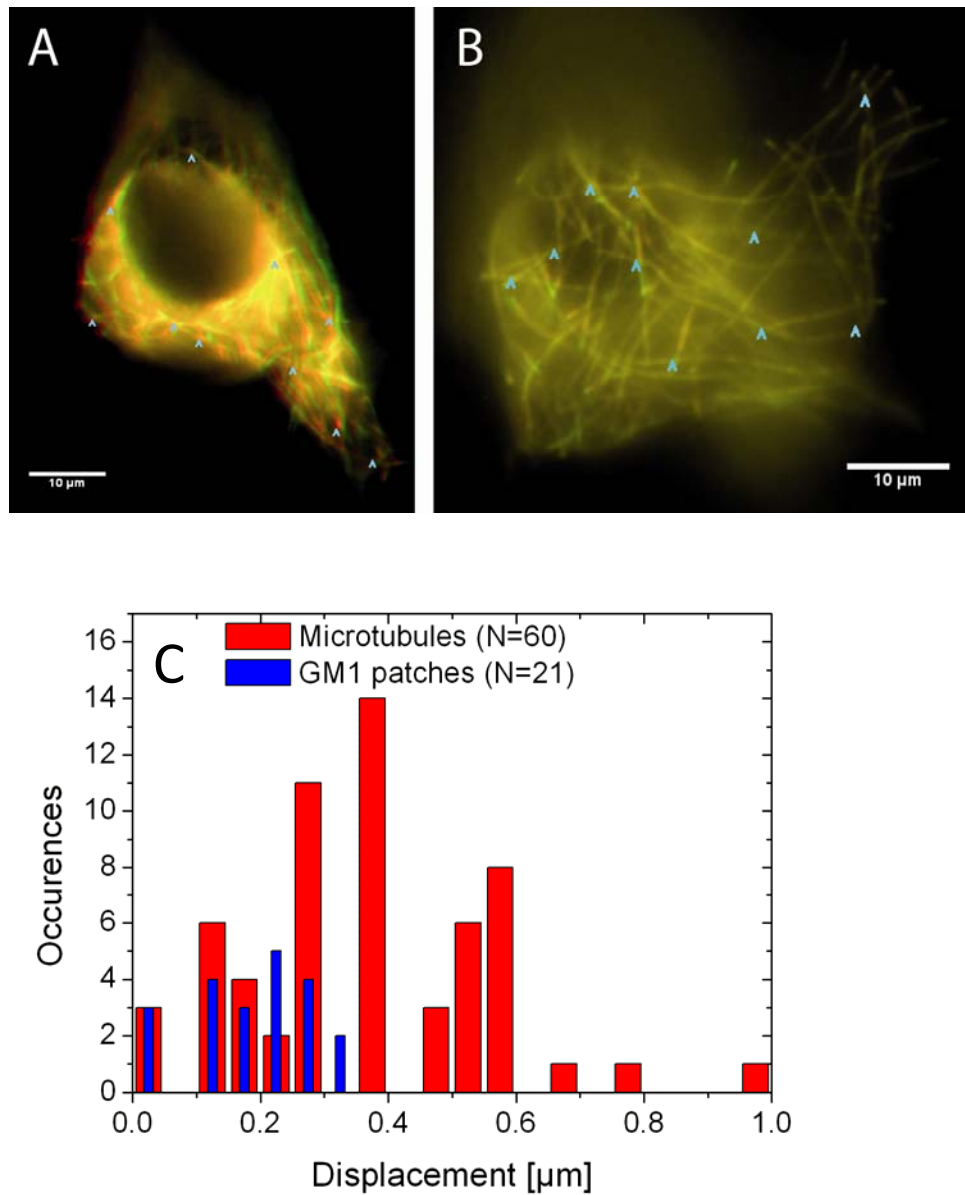 A
B
10 µm
10 µm
C
Microtubules (N=60)
GM1 patches (N=21)
16
14
12
10
8
6
4
2
0
Occurences
0.0 0.2 0.4 0.6 0.8 1.0
Displacement [µm]